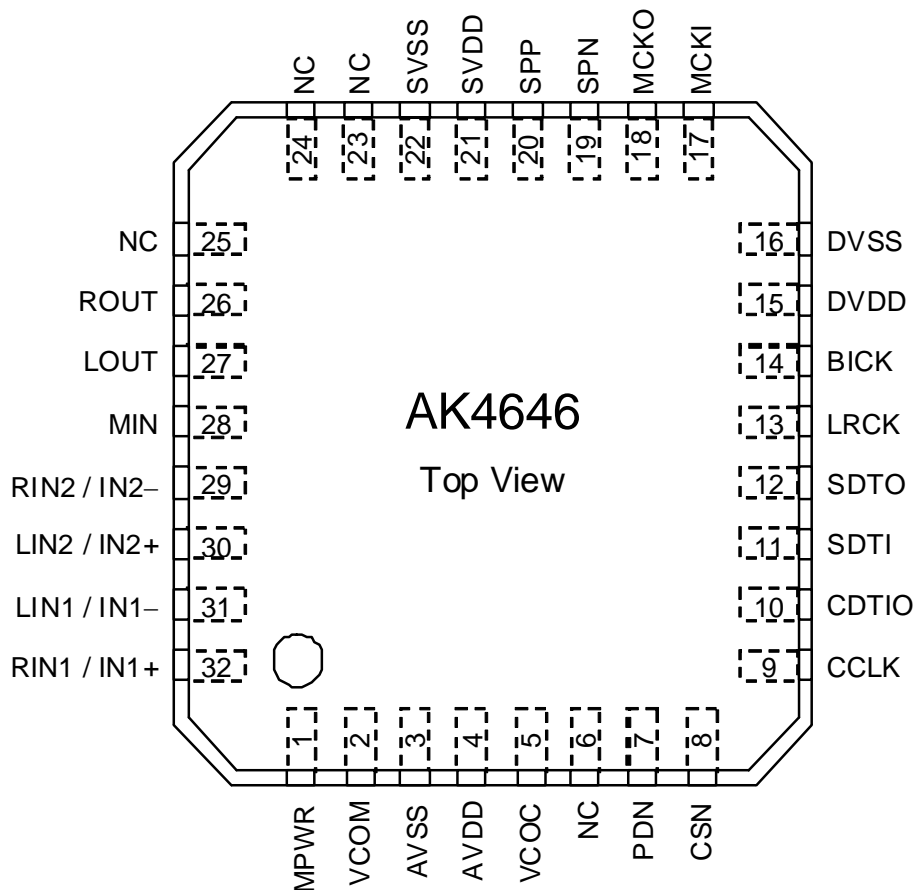 NC
NC
SVSS
SVDD
SPP
SPN
MCKO
MCKI
24
23
22
21
20
19
18
17
NC 25
ROUT 26
LOUT 27
MIN 28
RIN2 / IN2−
29
LIN2 / IN2+
30
LIN1 / IN1−
31
RIN1 / IN1+
32
AK4646
Top View
16 DVSS
15 DVDD
14 BICK
13 LRCK
12 SDTO
11 SDTI
10 CDTIO
9 CCLK
1
2
3
4
5
6
7
8
MPWR
VCOM
AVSS
AVDD
VCOC
NC
PDN
CSN